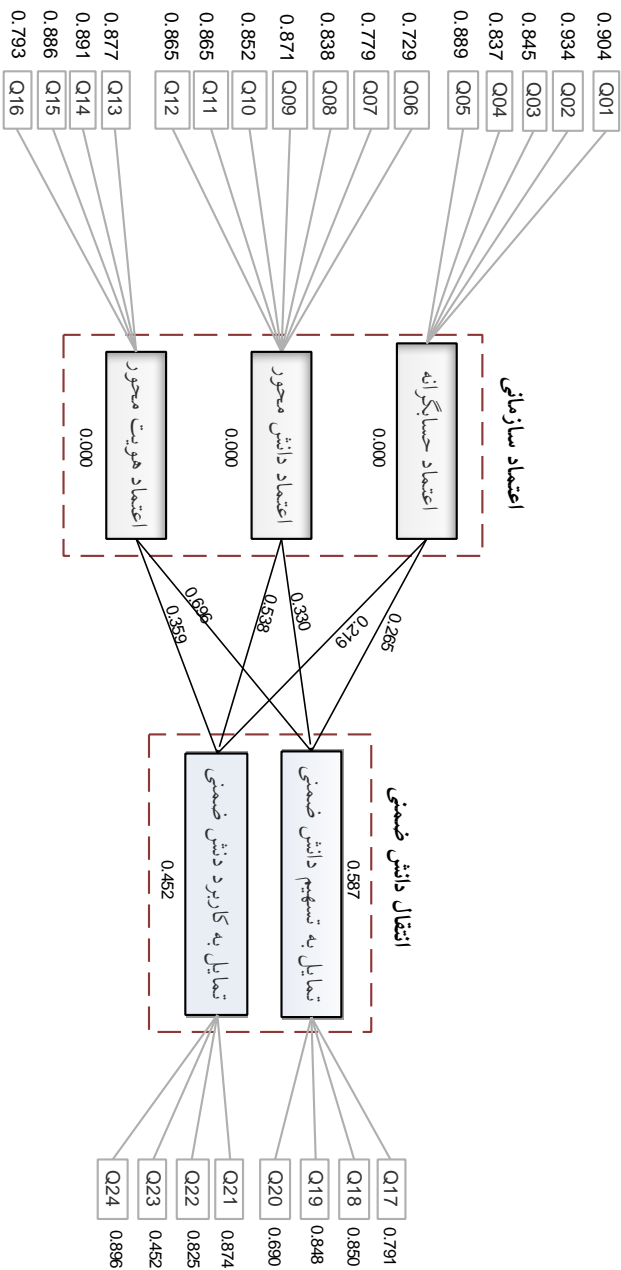 0.904 Q01
0.934 Q02
0.845 Q03
0.837 Q04
0.889 Q05
0.729 Q06
0.779 Q07
0.838 Q08
0.871 Q09
0.852 Q10
0.865 Q11
0.865 Q12
0.877 Q13
0.891 Q14
0.886 Q15
0.793 Q16
اعتماد سازمانی
اعتماد حسابگرانه
0.000
اعتماد دانش محور
0.000
اعتماد هویت محور
0.000
0.265
0.219
0.330
0.538
0.696
0.359
انتقال دانش ضمنی
0.587
تمایل به تسهیم دانش ضمنی
تمایل به کاربرد دنش ضمنی
0.452
Q17 0.791
Q18 0.850
Q19 0.848
Q20 0.690
Q21 0.874
Q22 0.825
Q23 0.452
Q24 0.896